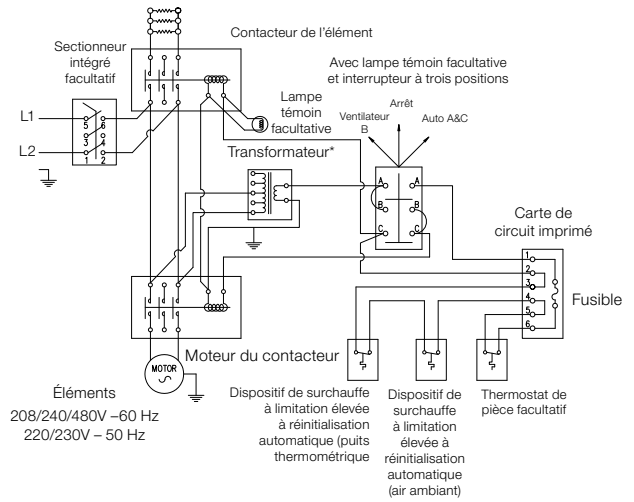 Contacteur de l'élément
Sectionneur
intégré
facultatif
Avec lampe témoin facultative
et interrupteur à trois positions
Arrêt
Ventilateur
B
Auto A&C
Lampe
témoin
facultative
L1
5 6
3 4
L2
1 2
Transformateur*
A A
B B
C C
Carte de
circuit imprimé
1
2
3
4
5
6
Fusible
Moteur du contacteur
MOTOR
Éléments
208/240/480V –60 Hz
220/230V – 50 Hz
Dispositif de surchauffe
à limitation élevée
à réinitialisation
automatique (puits
thermométrique
Dispositif de
surchauffe
à limitation
élevée à
réinitialisation
automatique
(air ambiant)
Thermostat de
pièce facultatif